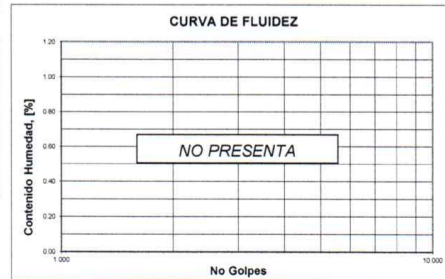 CURVA DE FLUIDEZ
Contenido Humedad, [%]
1.20
1.00
0.80
0.60
0.40
0.20
0.00
NO PRESENTA
1 000
10 000
No Golpes